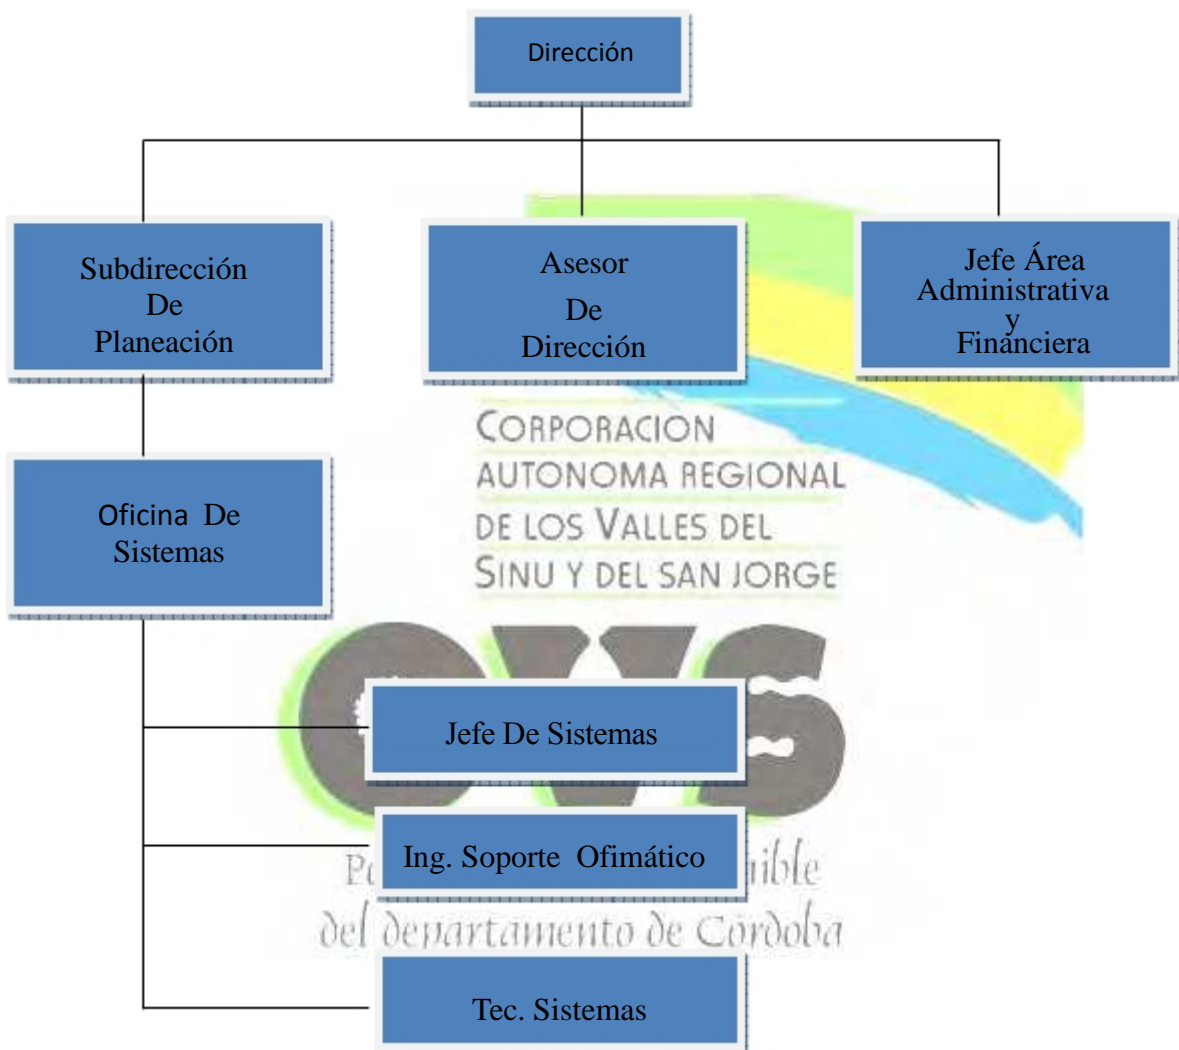 Dirección
Subdirección
De
Planeación
Asesor
De
Dirección
Jefe Área
Administrativa
y
Financiera
Oficina De
Sistemas
CORPORACION
AUTONOMA REGIONAL
DE LOS VALLES DEL
SINU Y DEL SAN JORGE
CVS
Jefe De Sistemas
Ing. Soporte Ofimático
del departamento de Córdoba
Tec. Sistemas